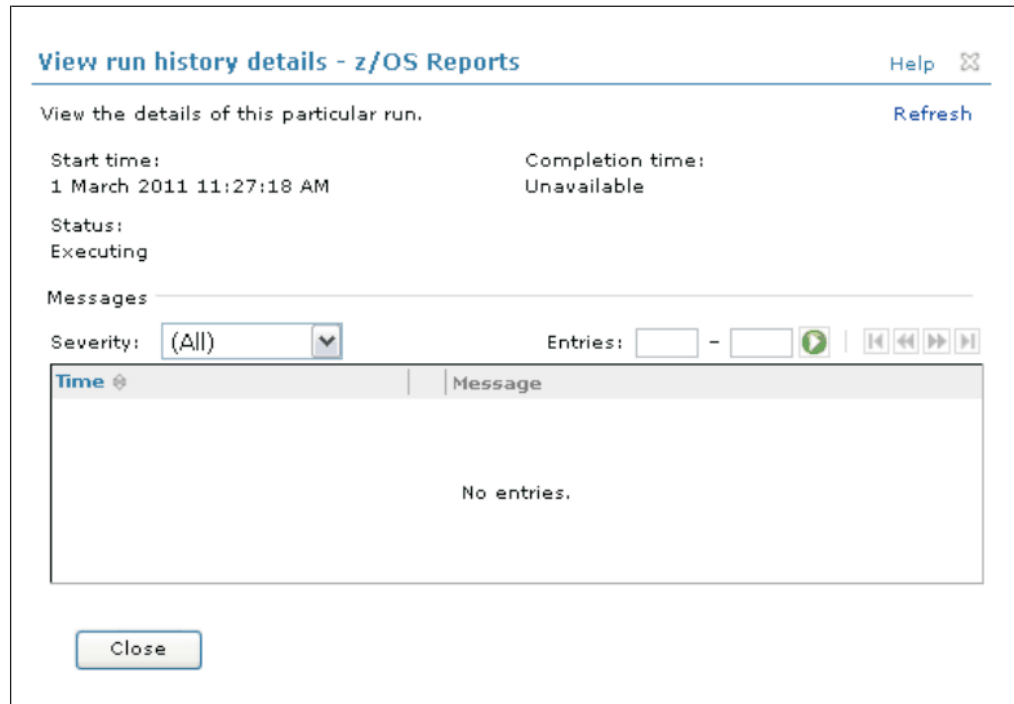 View run history details - z/OS Reports Help
View the details of this particular run. Refresh
Start time: Completion time:
1 March 2011 11:27:18 AM Unavailable
Status:
Executing
Messages
Severity: (All) Entries: -
Time Message
No entries.
Close